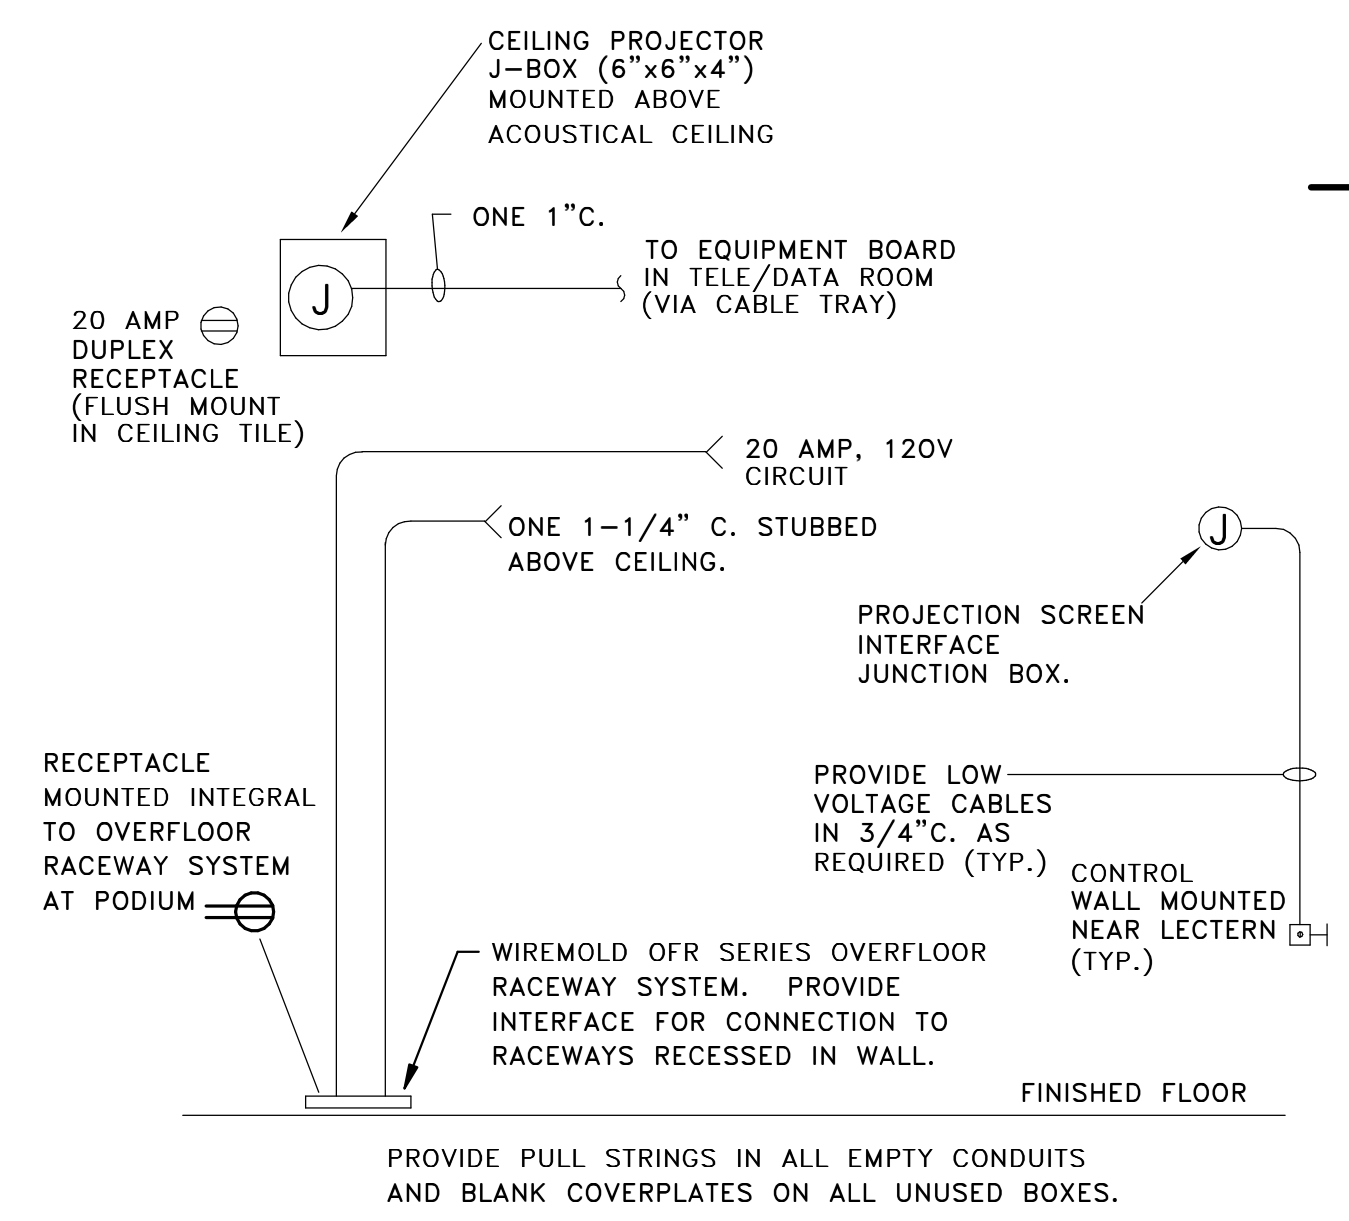 CEILING PROJECTOR
J-BOX (6"x6"x4")
MOUNTED ABOVE
ACOUSTICAL CEILING
ONE 1"C.
TO EQUIPMENT BOARD
IN TELE/DATA ROOM
(VIA CABLE TRAY)
J
20 AMP
DUPLEX
RECEPTACLE
(FLUSH MOUNT
IN CEILING TILE)
20 AMP, 120V
CIRCUIT
ONE 1-1/4" C. STUBBED
ABOVE CEILING.
J
PROJECTION SCREEN
INTERFACE
JUNCTION BOX.
RECEPTACLE
MOUNTED INTEGRAL
TO OVERFLOOR
RACEWAY SYSTEM
AT PODIUM
PROVIDE LOW
VOLTAGE CABLES
IN 3/4"C. AS
REQUIRED (TYP.)
CONTROL
WALL MOUNTED
NEAR LECTERN
(TYP.)
WIREMOLD OFR SERIES OVERFLOOR
RACEWAY SYSTEM. PROVIDE
INTERFACE FOR CONNECTION TO
RACEWAYS RECESSED IN WALL.
FINISHED FLOOR
PROVIDE PULL STRINGS IN ALL EMPTY CONDUITS
AND BLANK COVERPLATES ON ALL UNUSED BOXES.